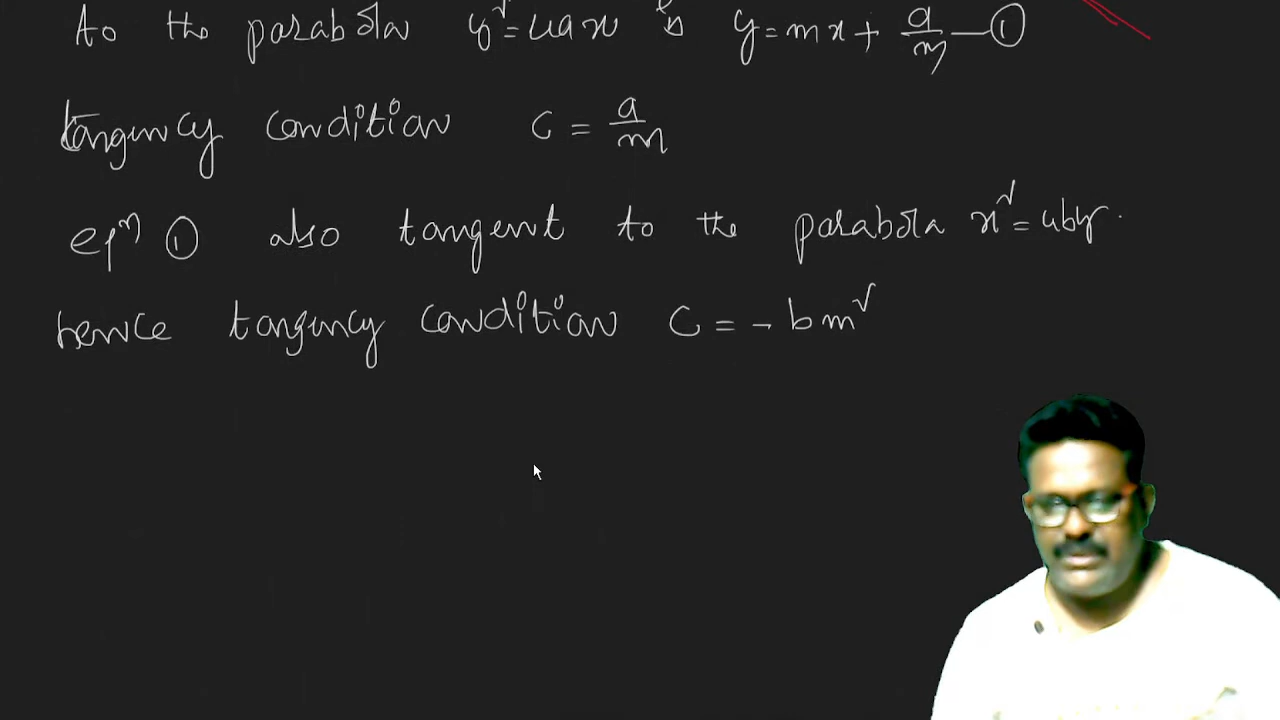 to the parabola y² = 4ax is y = mx + a/m — ①
tangency condition c = a/m
eqⁿ ① also tangent to the parabola x² = 4by.
hence tangency condition c = - bm²